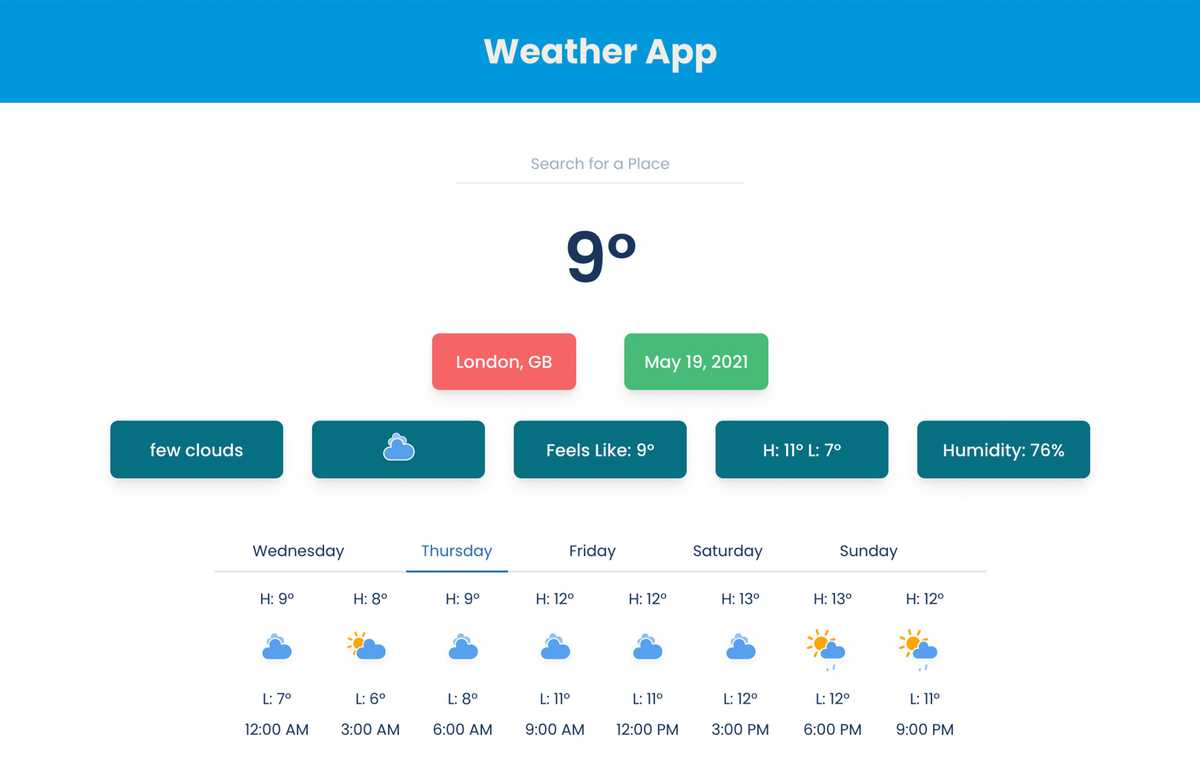 Weather App
Search for a Place
9º
London, GB May 19, 2021
few clouds Feels Like: 9º H: 11º L: 7º Humidity: 76%
Wednesday Thursday Friday Saturday Sunday
H: 9º H: 8º H: 9º H: 12º H: 12º H: 13º H: 13º H: 12º
L: 7º L: 6º L: 8º L: 11º L: 11º L: 12º L: 12º L: 11º
12:00 AM 3:00 AM 6:00 AM 9:00 AM 12:00 PM 3:00 PM 6:00 PM 9:00 PM